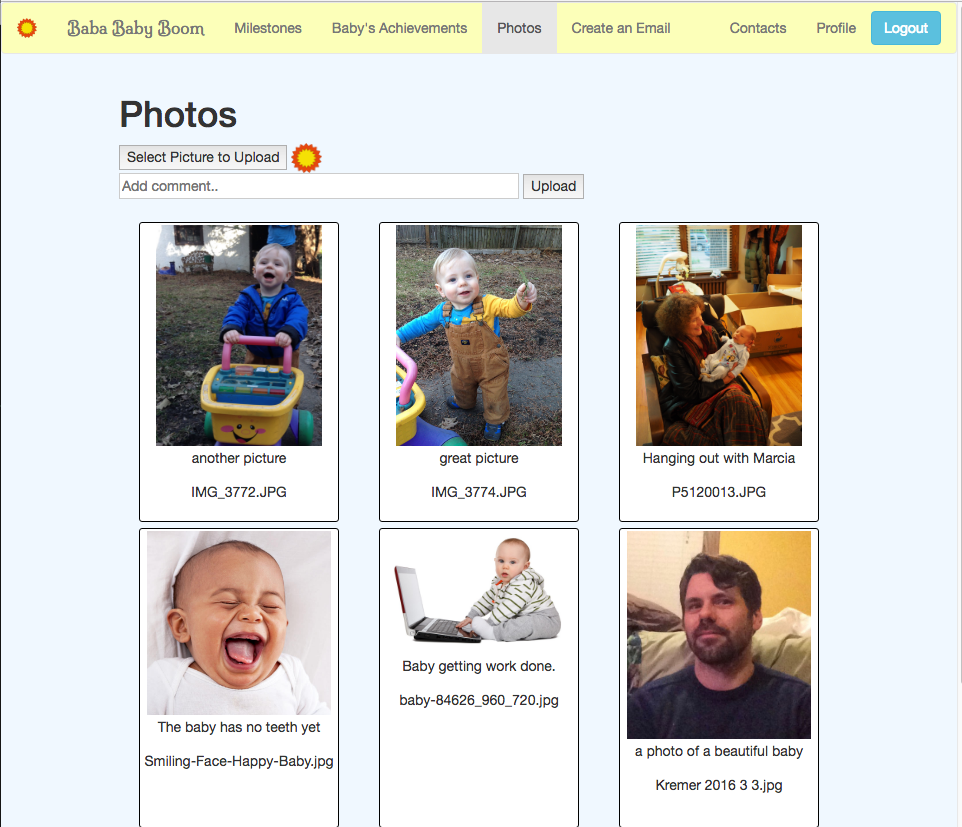 Baba Baby Boom Milestones Baby's Achievements Photos Create an Email Contacts Profile Logout
Photos
Select Picture to Upload
Add comment.. Upload
another picture
IMG_3772.JPG
great picture
IMG_3774.JPG
Hanging out with Marcia
P5120013.JPG
The baby has no teeth yet
Smiling-Face-Happy-Baby.jpg
Baby getting work done.
baby-84626_960_720.jpg
a photo of a beautiful baby
Kremer 2016 3 3.jpg